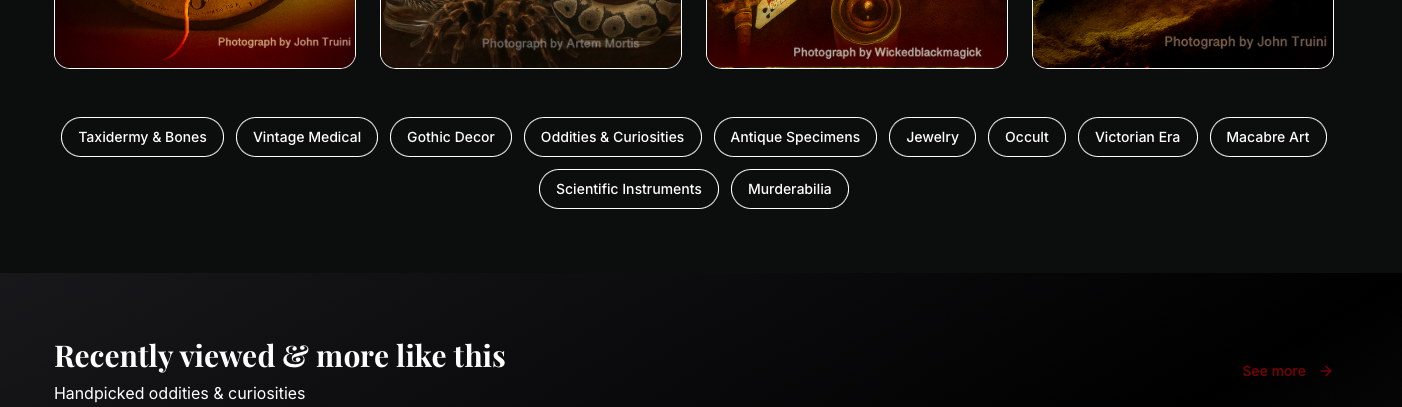 Photograph by John Truini
Photograph by Artem Mortis
Photograph by Wickedblackmagick
Photograph by John Truini
Taxidermy & Bones
Vintage Medical
Gothic Decor
Oddities & Curiosities
Antique Specimens
Jewelry
Occult
Victorian Era
Macabre Art
Scientific Instruments
Murderabilia
Recently viewed & more like this
See more →
Handpicked oddities & curiosities